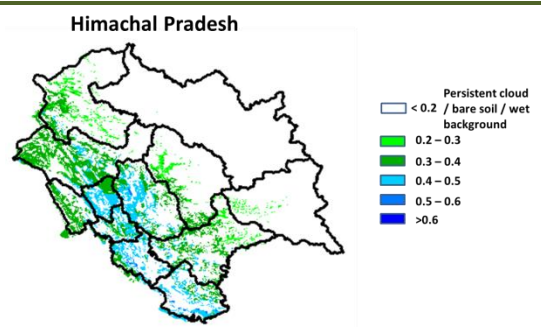 Himachal Pradesh
Persistent cloud
< 0.2 / bare soil / wet
background
0.2 – 0.3
0.3 – 0.4
0.4 – 0.5
0.5 – 0.6
>0.6